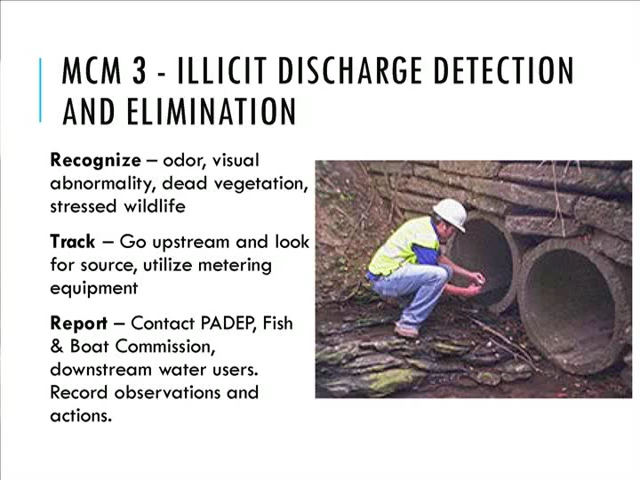 MCM 3 - ILLICIT DISCHARGE DETECTION
AND ELIMINATION
Recognize – odor, visual
abnormality, dead vegetation,
stressed wildlife
Track – Go upstream and look
for source, utilize metering
equipment
Report – Contact PADEP, Fish
& Boat Commission,
downstream water users.
Record observations and
actions.